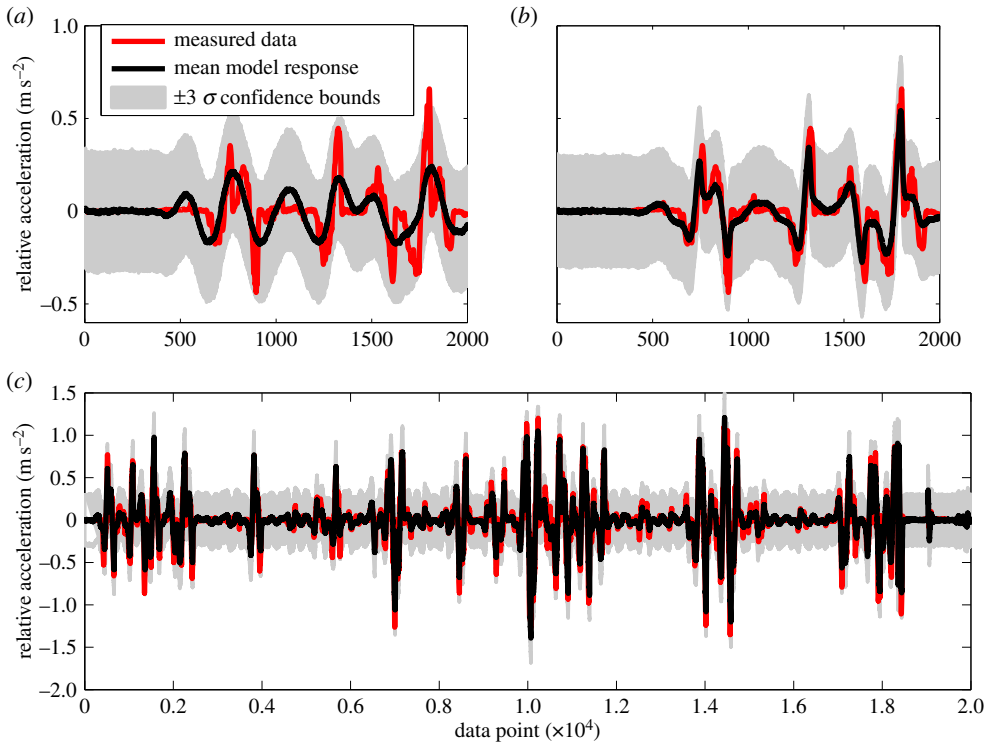 (a)
(b)
1.0
measured data
mean model response
±3 σ confidence bounds
0.5
0
−0.5
relative acceleration (m s−2)
0 500 1000 1500 2000
0 500 1000 1500 2000
(c)
1.5
1.0
0.5
0
−0.5
−1.0
−1.5
−2.0
relative acceleration (m s−2)
0 0.2 0.4 0.6 0.8 1.0 1.2 1.4 1.6 1.8 2.0
data point (×104)